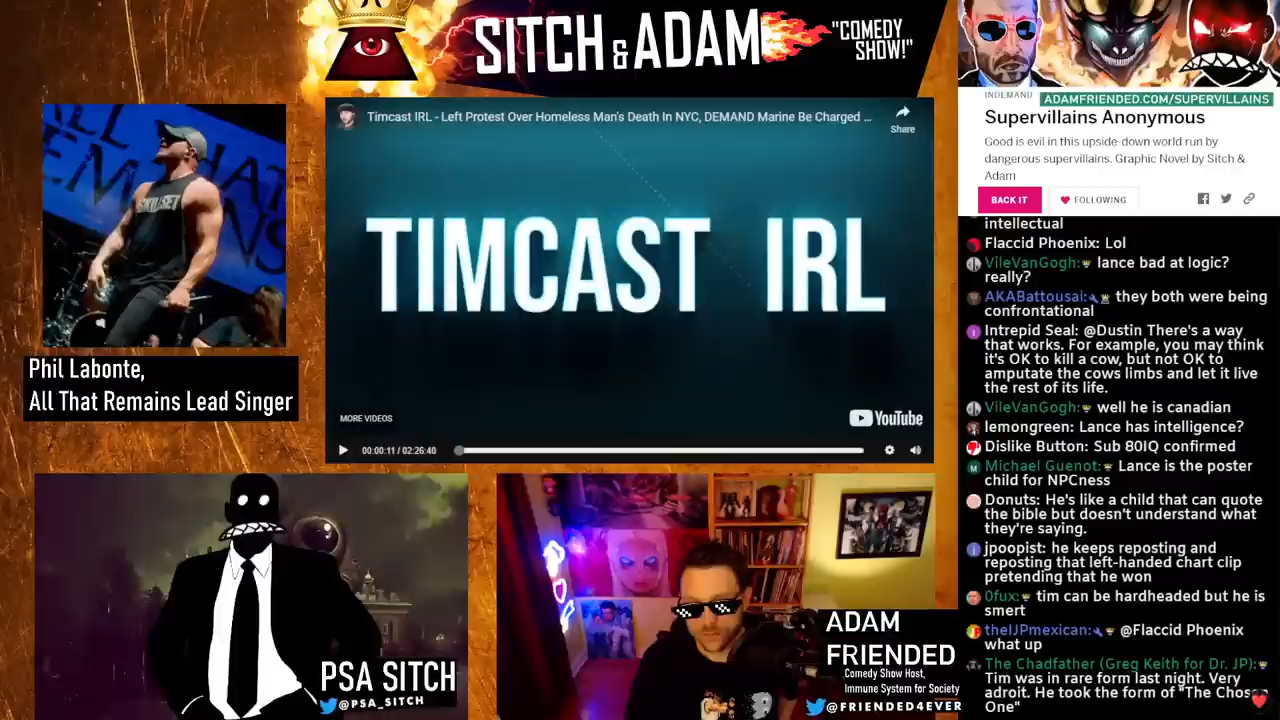 SITCH & ADAM
"COMEDY
SHOW!"
INDEMAND
ADAMFRIENDED.COM/SUPERVILLAINS
Supervillains Anonymous
Good is evil in this upside-down world run by
dangerous supervillains. Graphic Novel by Sitch &
Adam
BACK IT
FOLLOWING
Timcast IRL - Left Protest Over Homeless Man's Death In NYC, DEMAND Marine Be Charged ...
Share
TIMCAST IRL
MORE VIDEOS
YouTube
00:00:11 / 02:26:40
Phil Labonte,
All That Remains Lead Singer
PSA SITCH
@PSA_SITCH
ADAM
FRIENDED
Comedy Show Host,
Immune System for Society
@FRIENDED4EVER
intellectual
Flaccid Phoenix: Lol
VileVanGogh: lance bad at logic?
really?
AKABattousai: they both were being
confrontational
Intrepid Seal: @Dustin There's a way
that works. For example, you may think
it's OK to kill a cow, but not OK to
amputate the cows limbs and let it live
the rest of its life.
VileVanGogh: well he is canadian
lemongreen: Lance has intelligence?
Dislike Button: Sub 80IQ confirmed
Michael Guenot: Lance is the poster
child for NPCness
Donuts: He's like a child that can quote
the bible but doesn't understand what
they're saying.
jpoopist: he keeps reposting and
reposting that left-handed chart clip
pretending that he won
0fux: tim can be hardheaded but he is
smert
theIJPmexican: @Flaccid Phoenix
what up
The Chadfather (Greg Keith for Dr. JP):
Tim was in rare form last night. Very
adroit. He took the form of "The Chos
One"